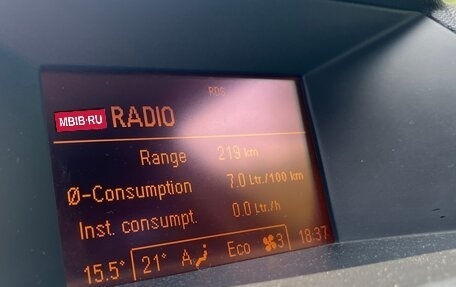 RDS
MBIB·RU RADIO
Range 219 km
Ø-Consumption 7.0 Ltr./100 km
Inst. consumpt. 0.0 Ltr./h
15.5° 21° A Eco 3 18:37